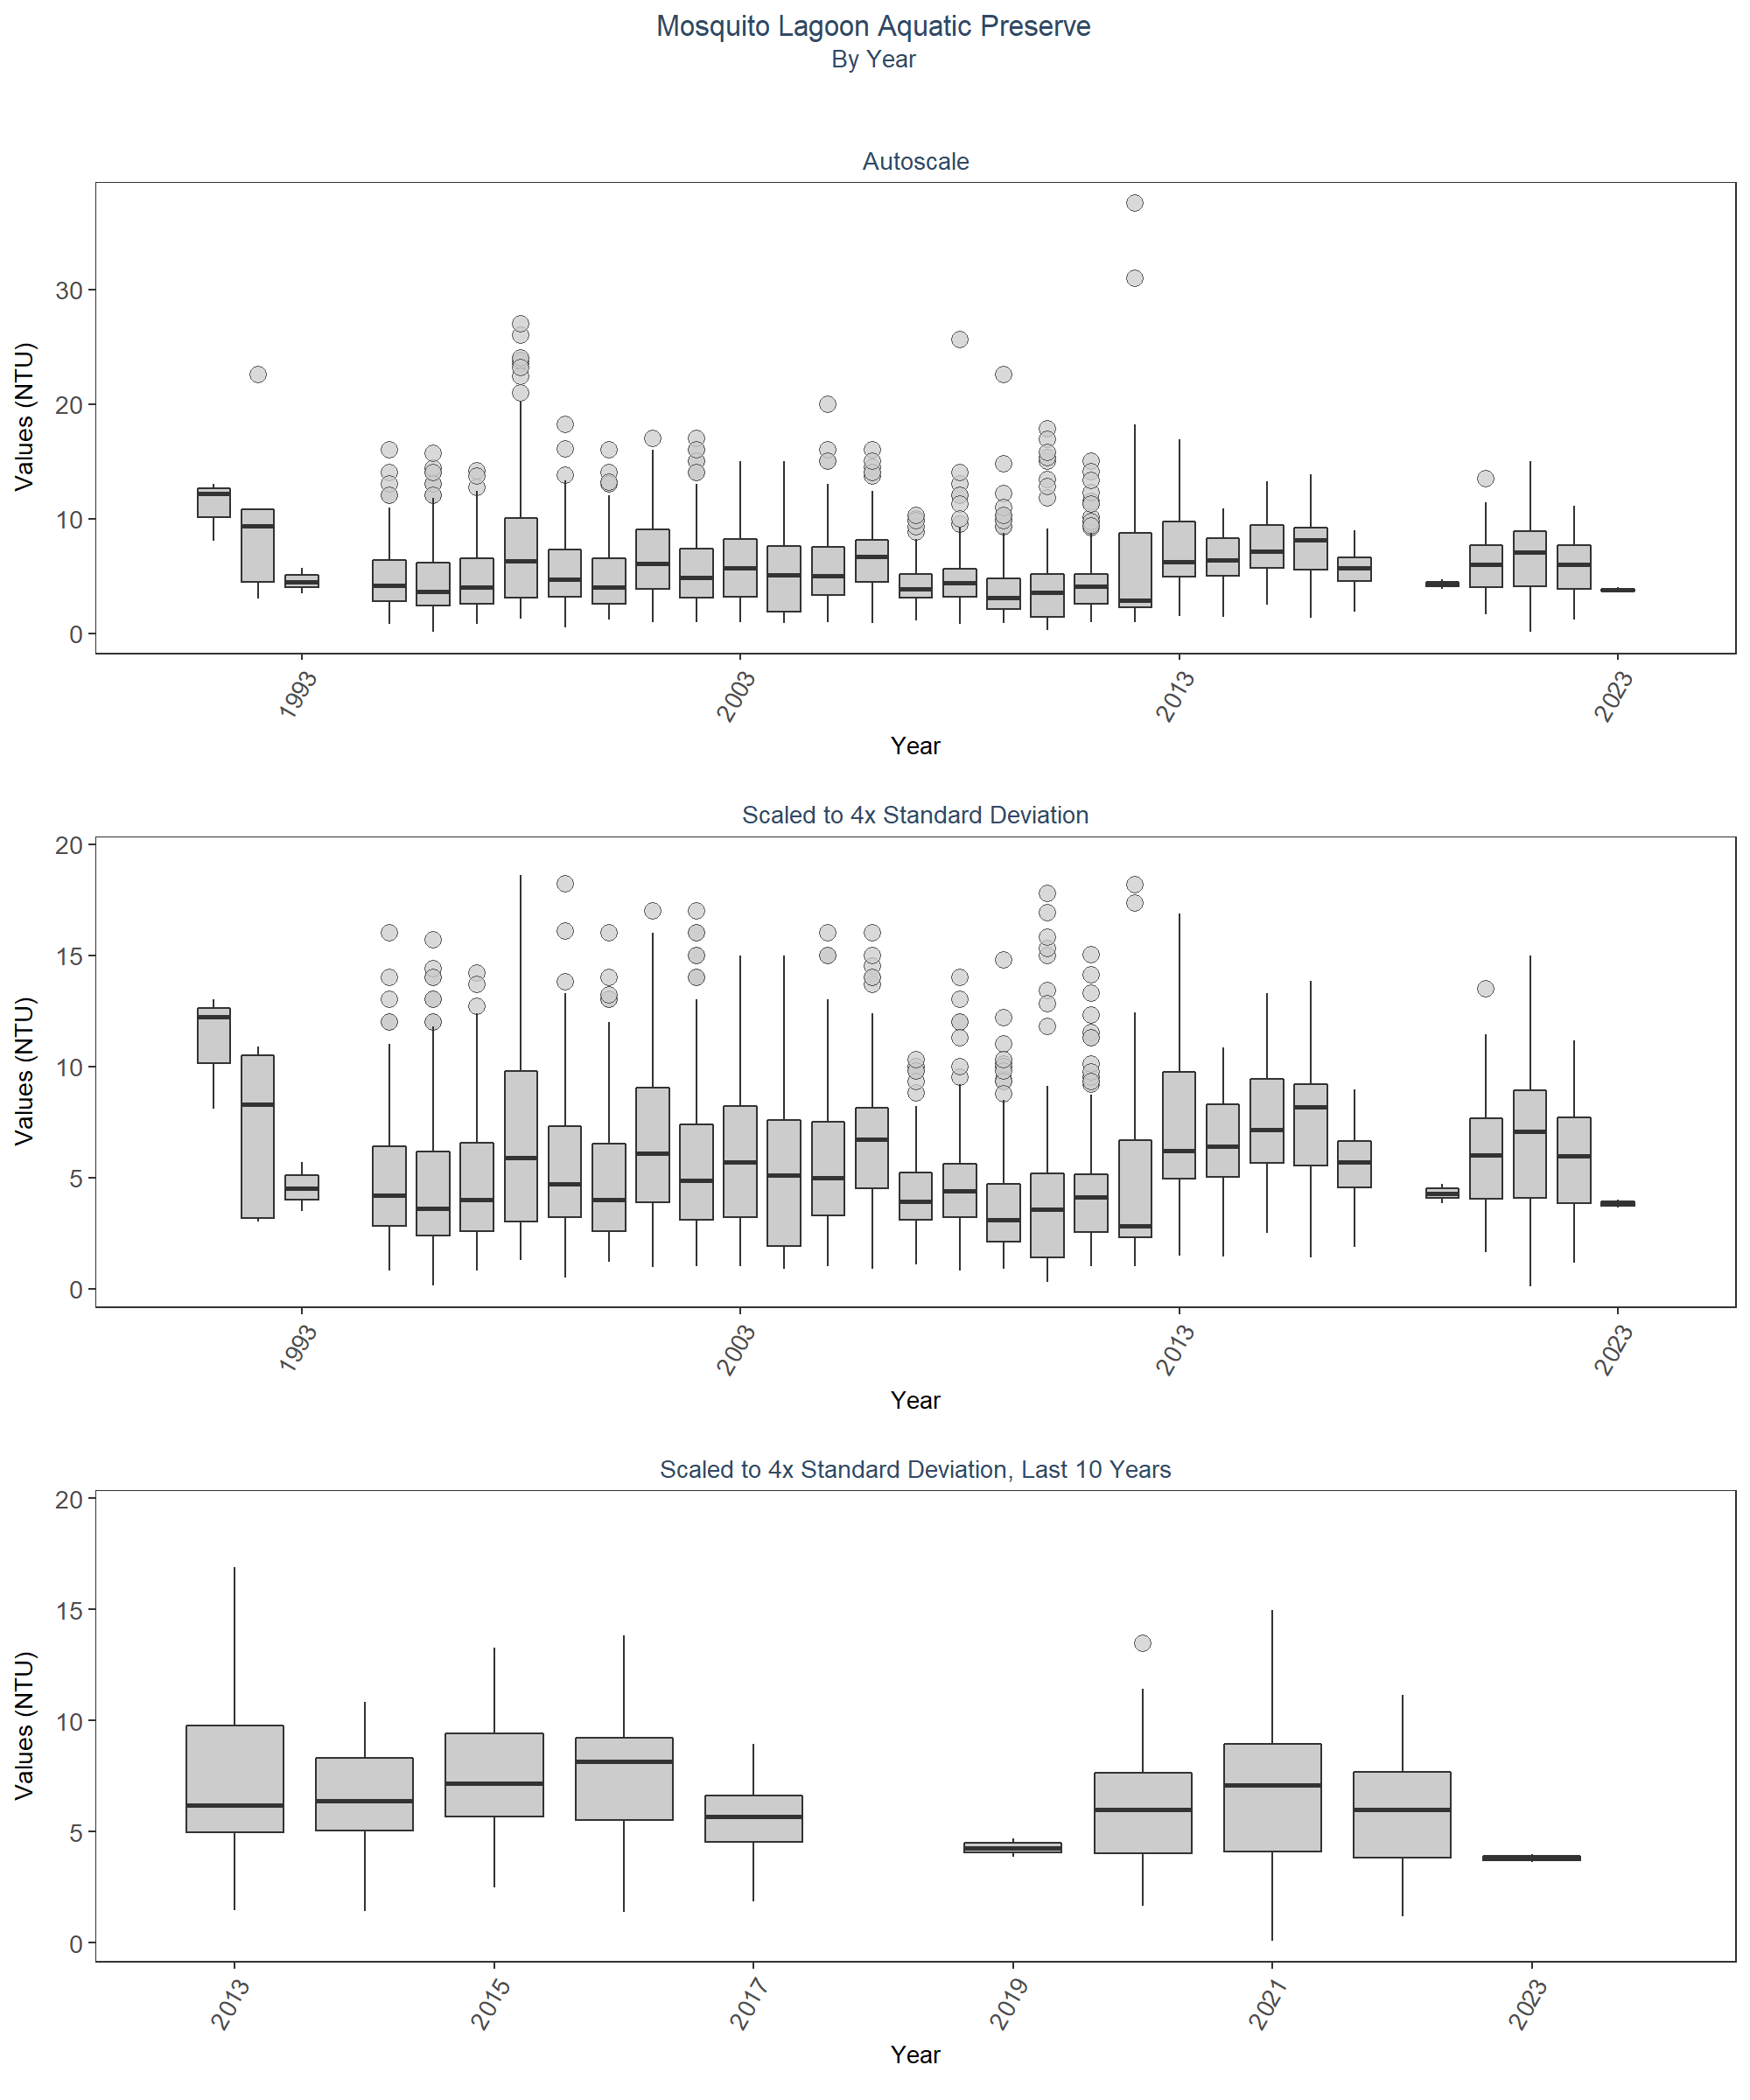 Mosquito Lagoon Aquatic Preserve
By Year
Autoscale
Values (NTU)
30
20
10
0
1993
2003
2013
2023
Year
Scaled to 4x Standard Deviation
Values (NTU)
20
15
10
5
0
1993
2003
2013
2023
Year
Scaled to 4x Standard Deviation, Last 10 Years
Values (NTU)
20
15
10
5
0
2013
2015
2017
2019
2021
2023
Year